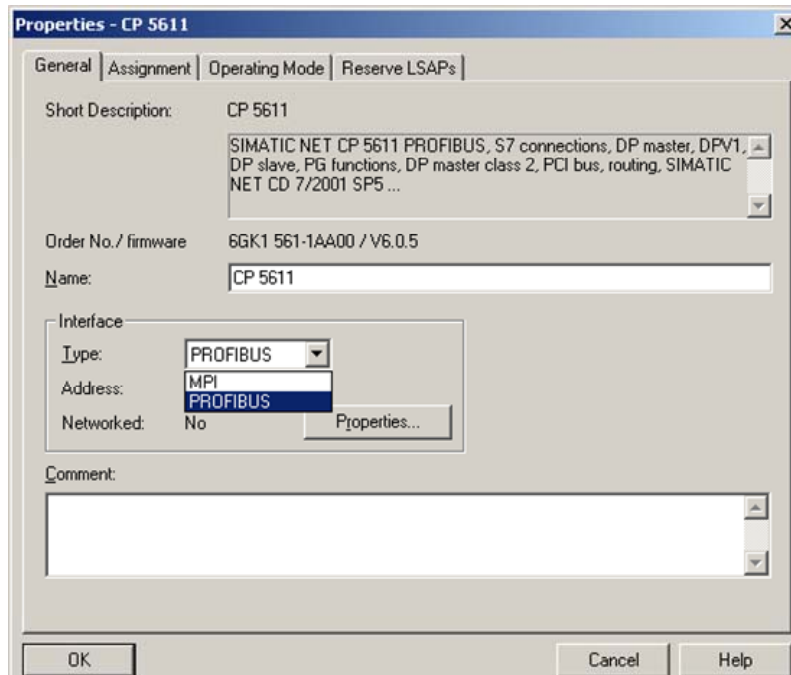 Properties - CP 5611
General Assignment Operating Mode Reserve LSAPs
Short Description: CP 5611
SIMATIC NET CP 5611 PROFIBUS, S7 connections, DP master, DPV1,
DP slave, PG functions, DP master class 2, PCI bus, routing, SIMATIC
NET CD 7/2001 SP5 ...
Order No./ firmware 6GK1 561-1AA00 / V6.0.5
Name: CP 5611
Interface
Type: PROFIBUS
MPI
Address: PROFIBUS
Networked: No Properties...
Comment:
OK Cancel Help